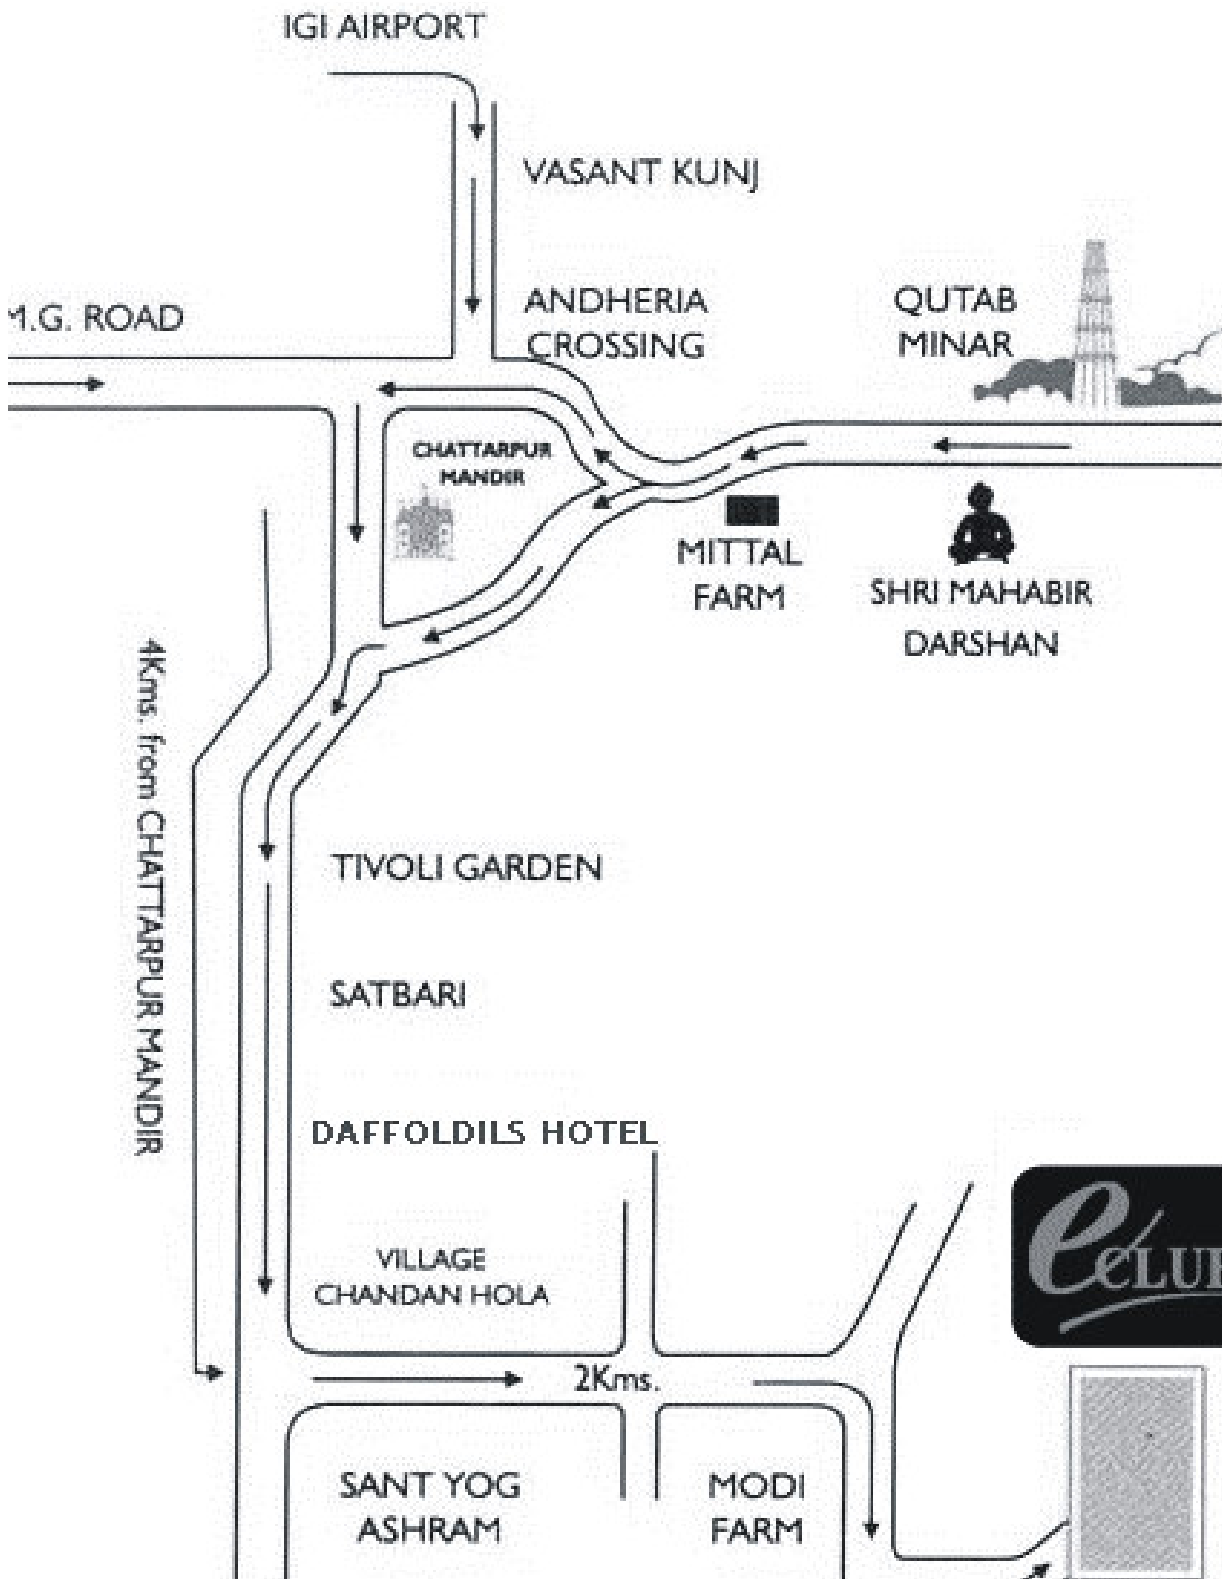 IGI AIRPORT
VASANT KUNJ
ANDHERIA
CROSSING
QUTAB
MINAR
M.G. ROAD
CHATTARPUR
MANDIR
MITTAL
FARM
SHRI MAHABIR
DARSHAN
4Kms. from CHATTARPUR MANDIR
TIVOLI GARDEN
SATBARI
DAFFOLDILS HOTEL
VILLAGE
CHANDAN HOLA
2Kms.
SANT YOG
ASHRAM
MODI
FARM